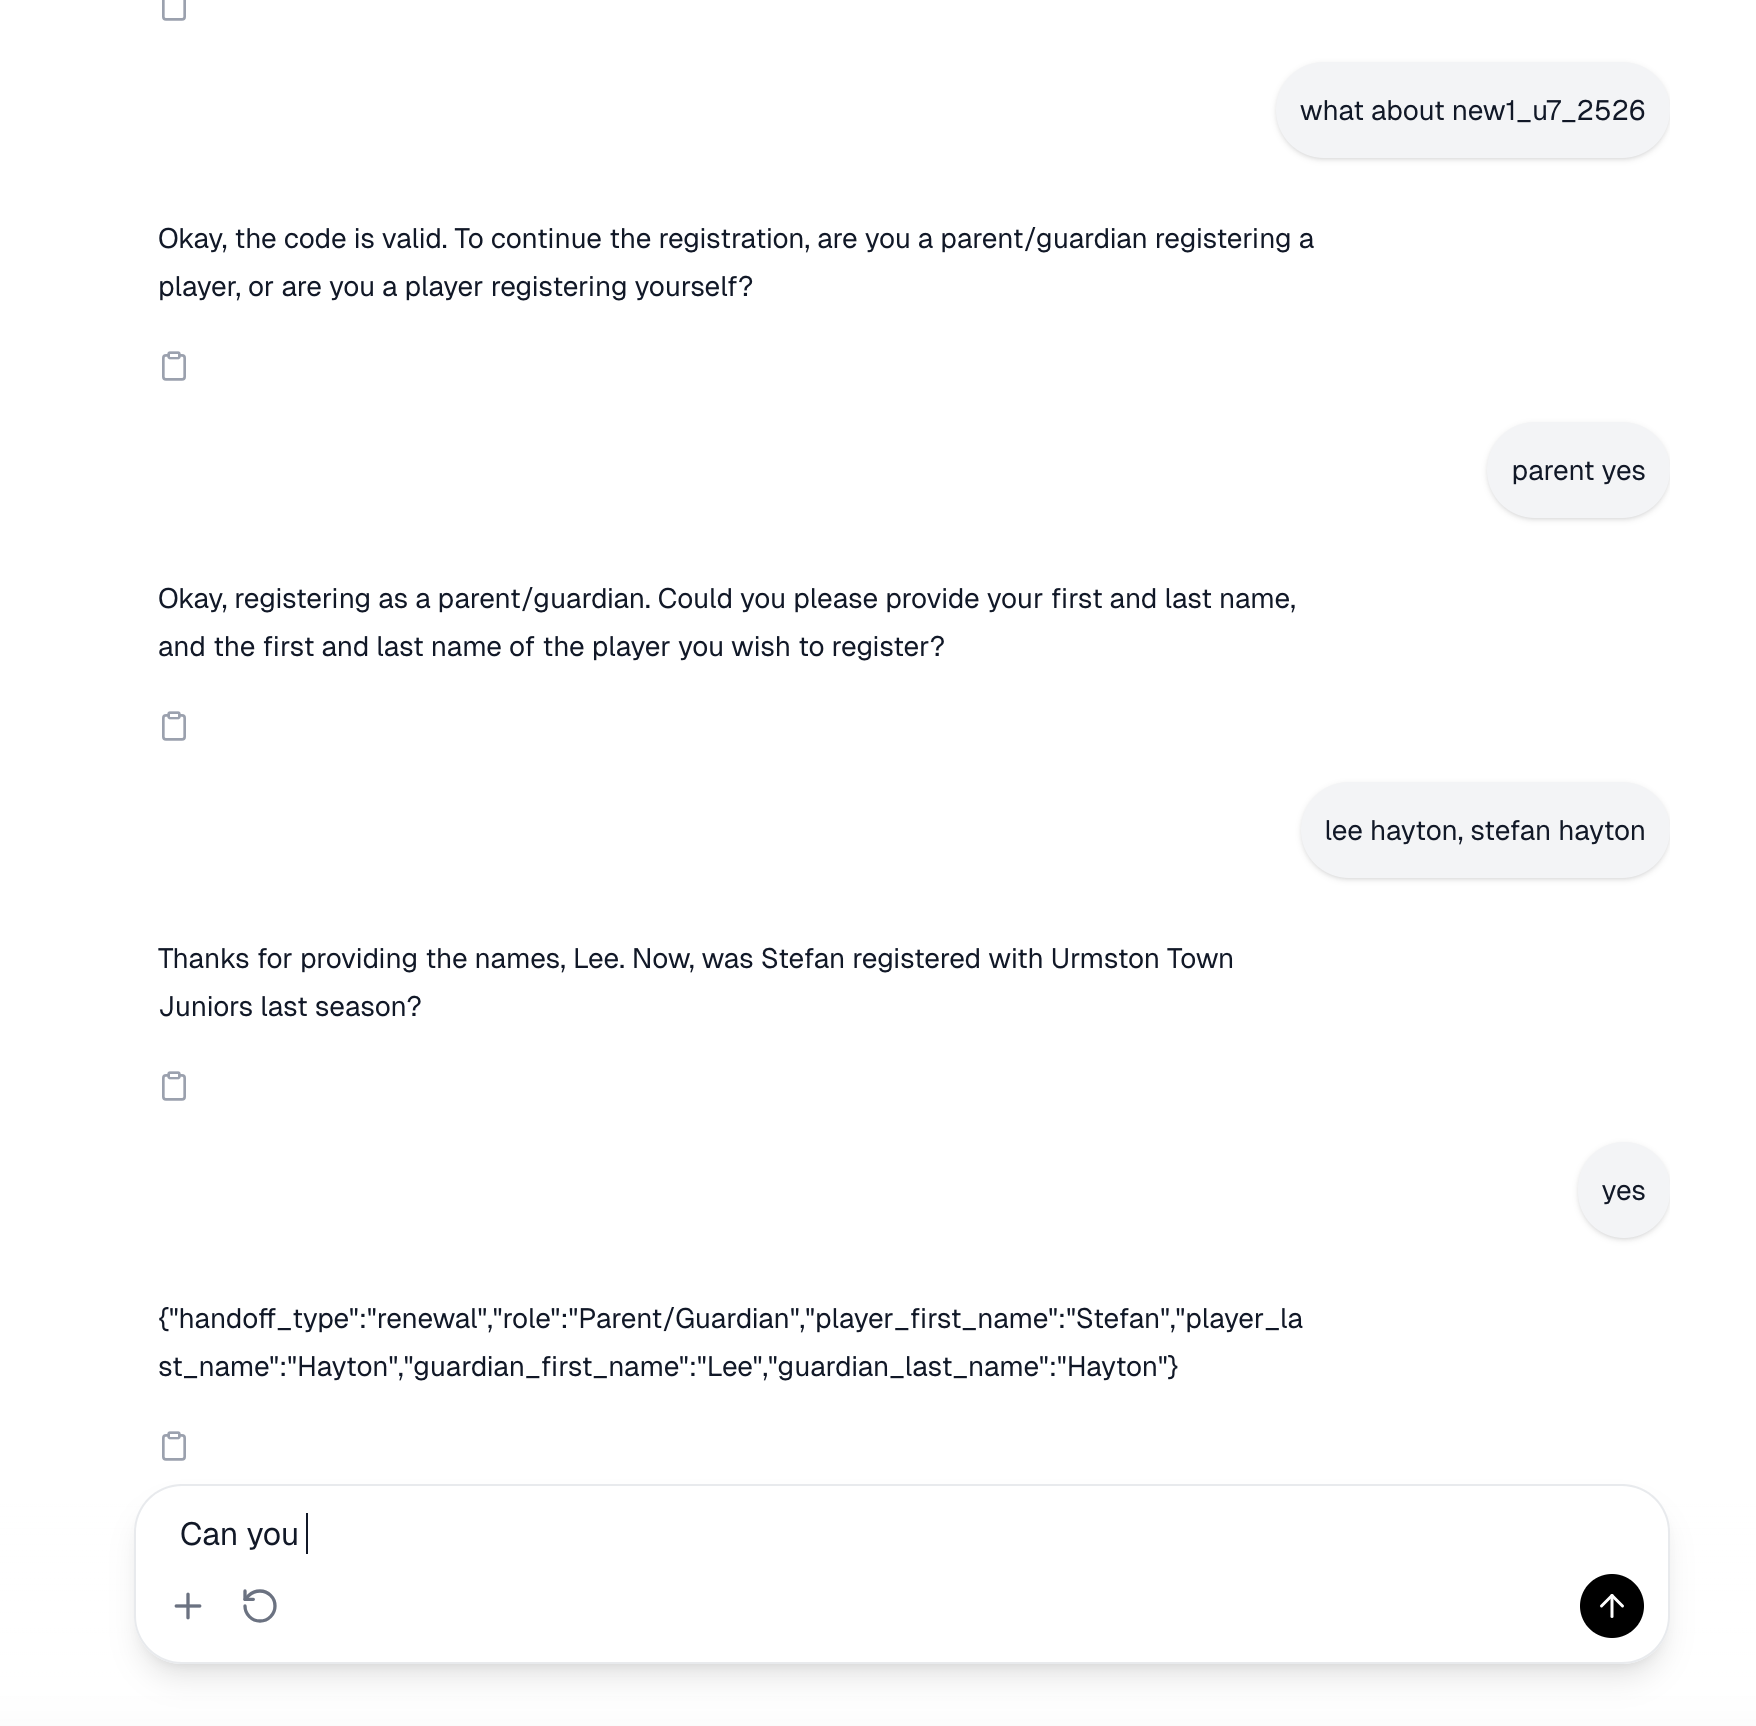 what about new1_u7_2526
Okay, the code is valid. To continue the registration, are you a parent/guardian registering a
player, or are you a player registering yourself?
parent yes
Okay, registering as a parent/guardian. Could you please provide your first and last name,
and the first and last name of the player you wish to register?
lee hayton, stefan hayton
Thanks for providing the names, Lee. Now, was Stefan registered with Urmston Town
Juniors last season?
yes
{"handoff_type":"renewal","role":"Parent/Guardian","player_first_name":"Stefan","player_la
st_name":"Hayton","guardian_first_name":"Lee","guardian_last_name":"Hayton"}
Can you